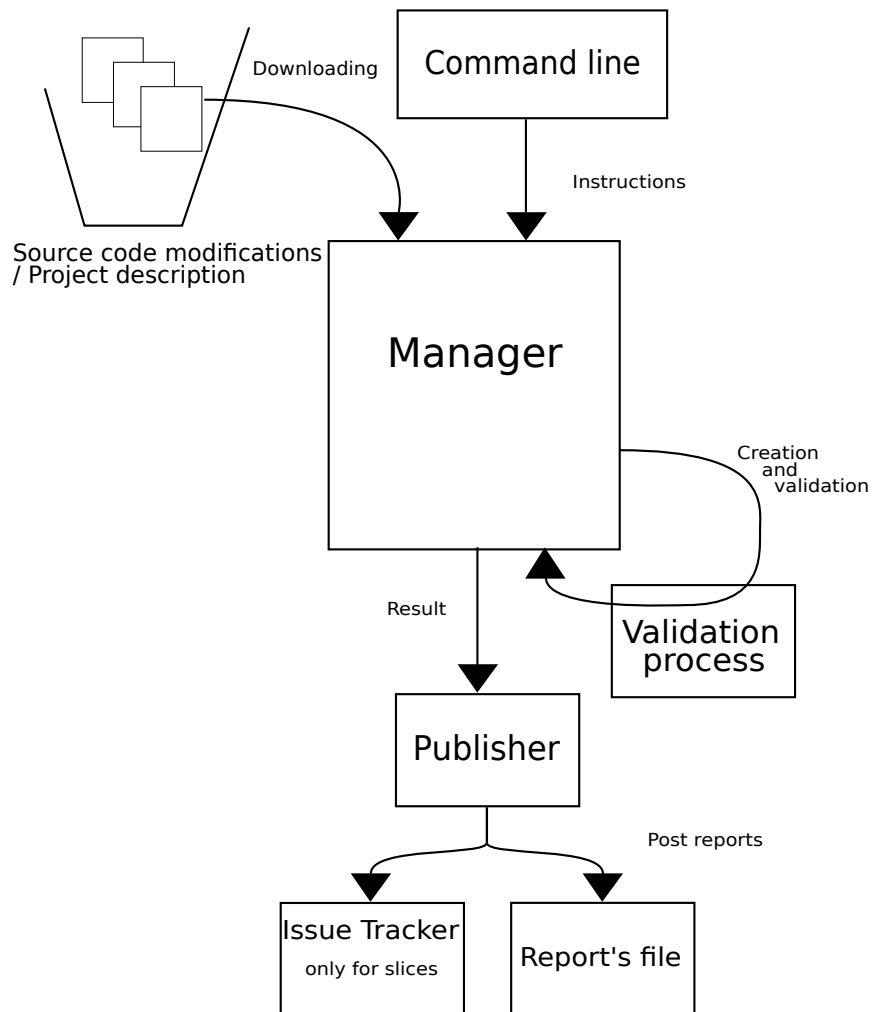 Command line
Downloading
Instructions
Source code modifications
/ Project description
Manager
Creation
and
validation
Result
Validation
process
Publisher
Post reports
Issue Tracker
only for slices
Report's file